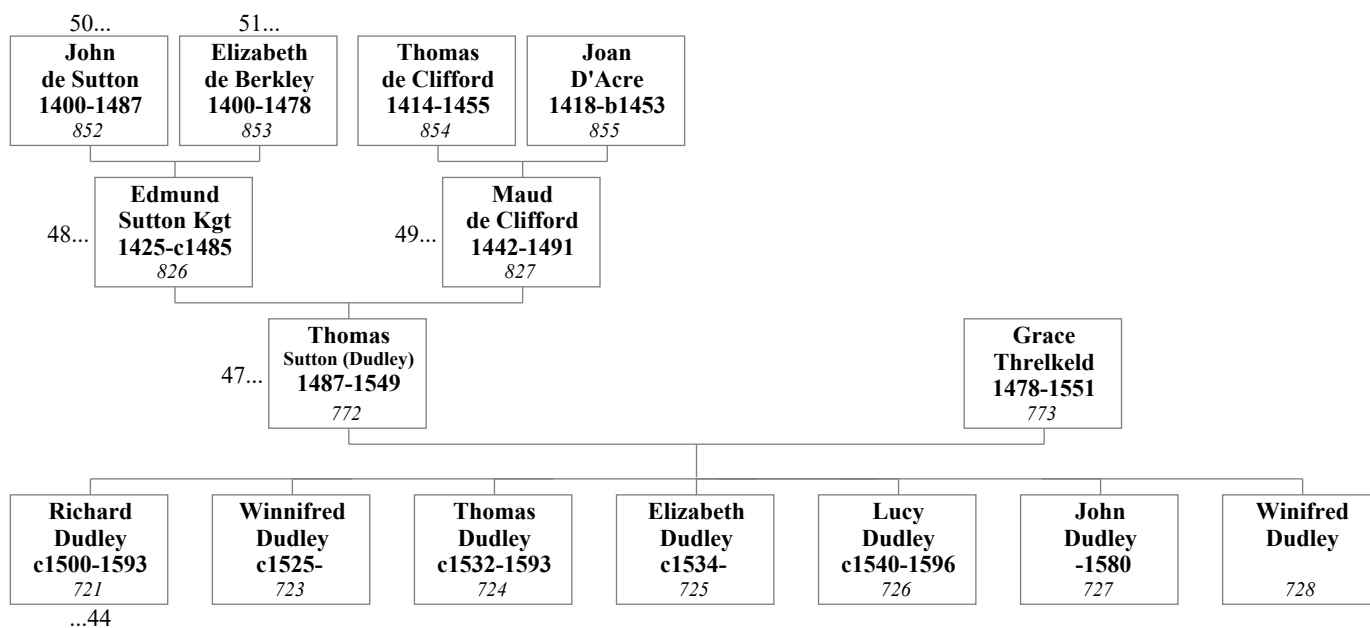 50...
51...
John
de Sutton
1400-1487
852
Elizabeth
de Berkley
1400-1478
853
Thomas
de Clifford
1414-1455
854
Joan
D'Acre
1418-b1453
855
48...
Edmund
Sutton Kgt
1425-c1485
826
49...
Maud
de Clifford
1442-1491
827
47...
Thomas
Sutton (Dudley)
1487-1549
772
Grace
Threlkeld
1478-1551
773
Richard
Dudley
c1500-1593
721
Winnifred
Dudley
c1525-
723
Thomas
Dudley
c1532-1593
724
Elizabeth
Dudley
c1534-
725
Lucy
Dudley
c1540-1596
726
John
Dudley
-1580
727
Winifred
Dudley
728
...44